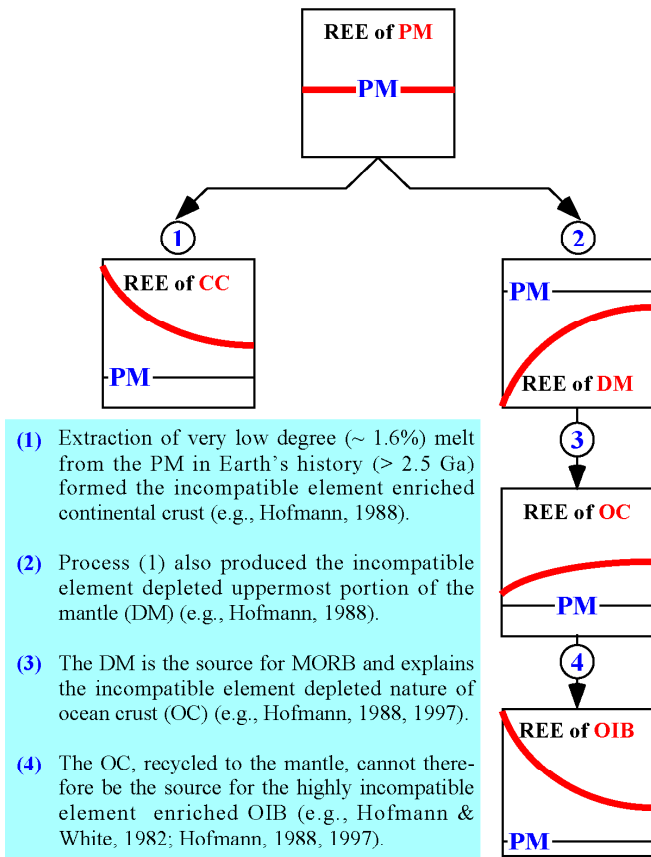 REE of PM
PM
1
2
REE of CC
PM
PM
REE of DM
3
(1) Extraction of very low degree (~ 1.6%) melt
from the PM in Earth's history (> 2.5 Ga)
formed the incompatible element enriched
continental crust (e.g., Hofmann, 1988).
(2) Process (1) also produced the incompatible
element depleted uppermost portion of the
mantle (DM) (e.g., Hofmann, 1988).
(3) The DM is the source for MORB and explains
the incompatible element depleted nature of
ocean crust (OC) (e.g., Hofmann, 1988, 1997).
(4) The OC, recycled to the mantle, cannot there-
fore be the source for the highly incompatible
element enriched OIB (e.g., Hofmann &
White, 1982; Hofmann, 1988, 1997).
REE of OC
PM
4
REE of OIB
PM